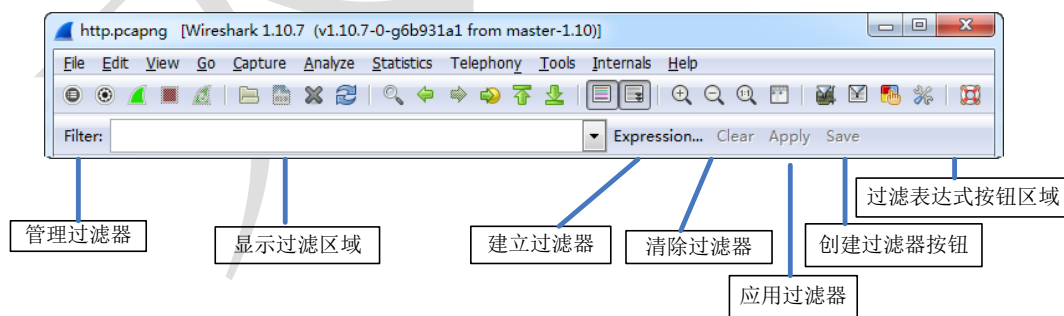 http.pcapng [Wireshark 1.10.7 (v1.10.7-0-g6b931a1 from master-1.10)]
File Edit View Go Capture Analyze Statistics Telephony Tools Internals Help
Filter: Expression... Clear Apply Save
过滤表达式按钮区域
管理过滤器
显示过滤区域
建立过滤器
清除过滤器
创建过滤器按钮
应用过滤器